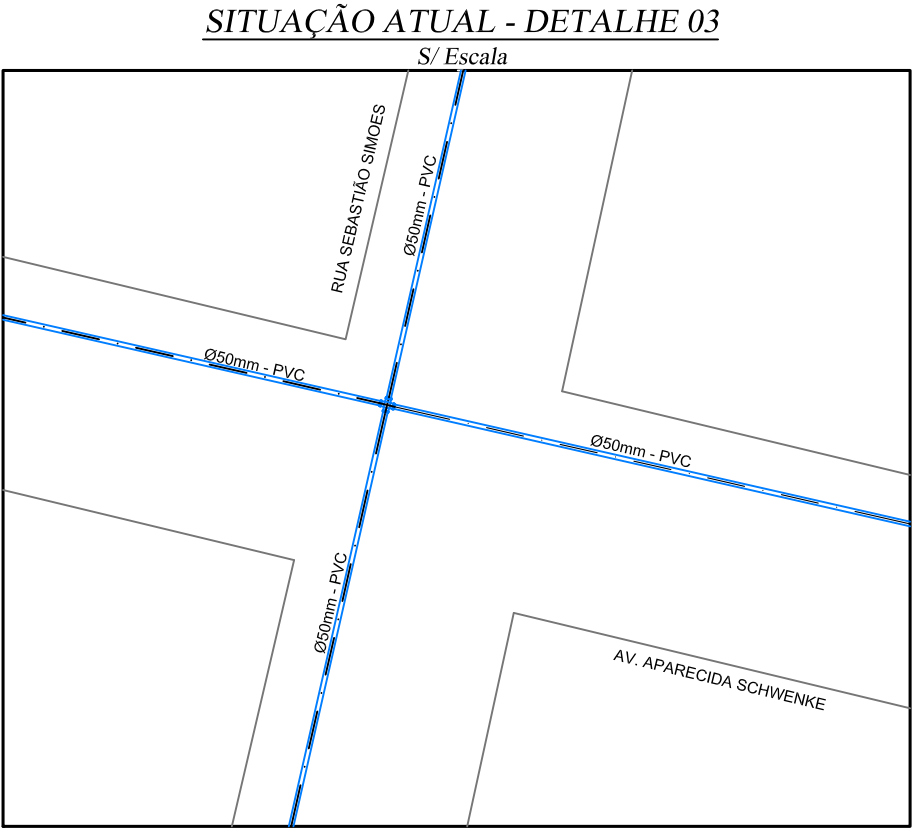 SITUAÇÃO ATUAL - DETALHE 03
S/ Escala
RUA SEBASTIÃO SIMOES
Ø50mm - PVC
Ø50mm - PVC
Ø50mm - PVC
Ø50mm - PVC
AV. APARECIDA SCHWENKE